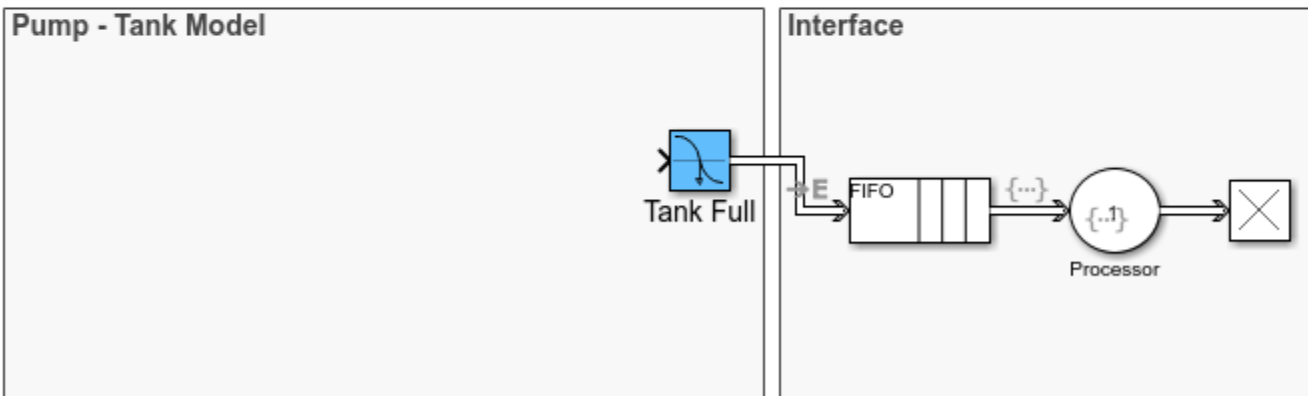 Pump - Tank Model
Interface
Tank Full
E
FIFO
{...}
{..1}
Processor